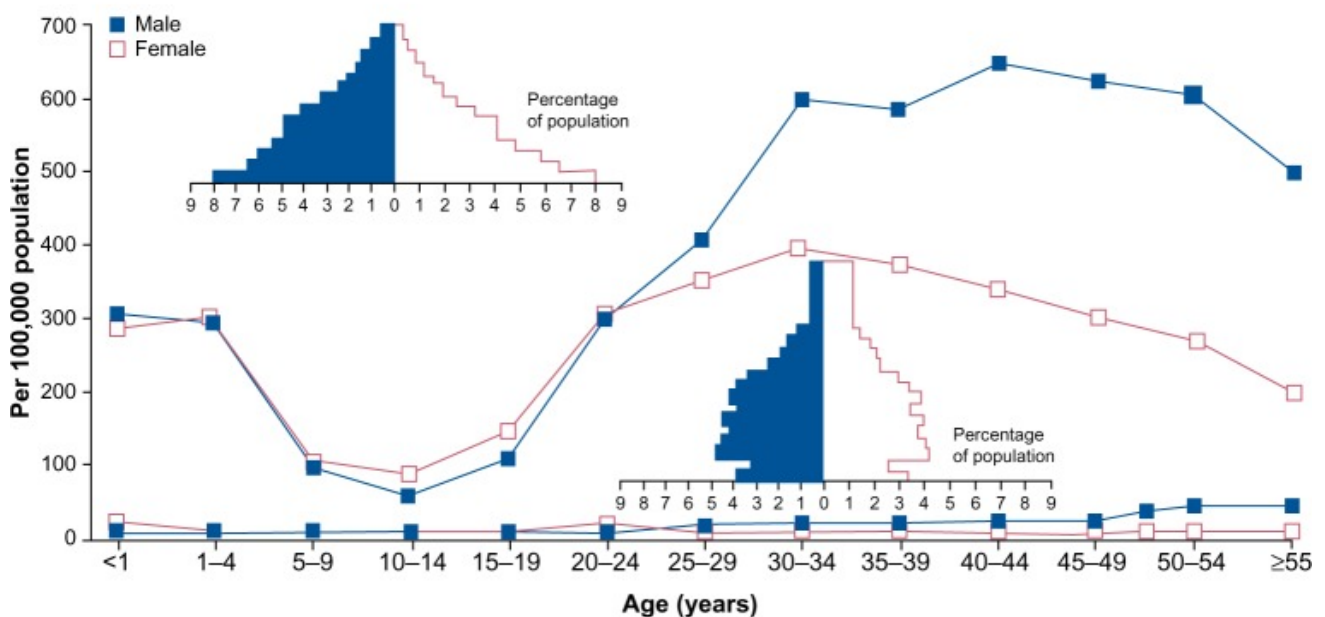 700
600
500
400
300
200
100
0
Per 100,000 population
Male
Female
Percentage
of population
9 8 7 6 5 4 3 2 1 0 1 2 3 4 5 6 7 8 9
Percentage
of population
9 8 7 6 5 4 3 2 1 0 1 2 3 4 5 6 7 8 9
<1 1–4 5–9 10–14 15–19 20–24 25–29 30–34 35–39 40–44 45–49 50–54 ≥55
Age (years)